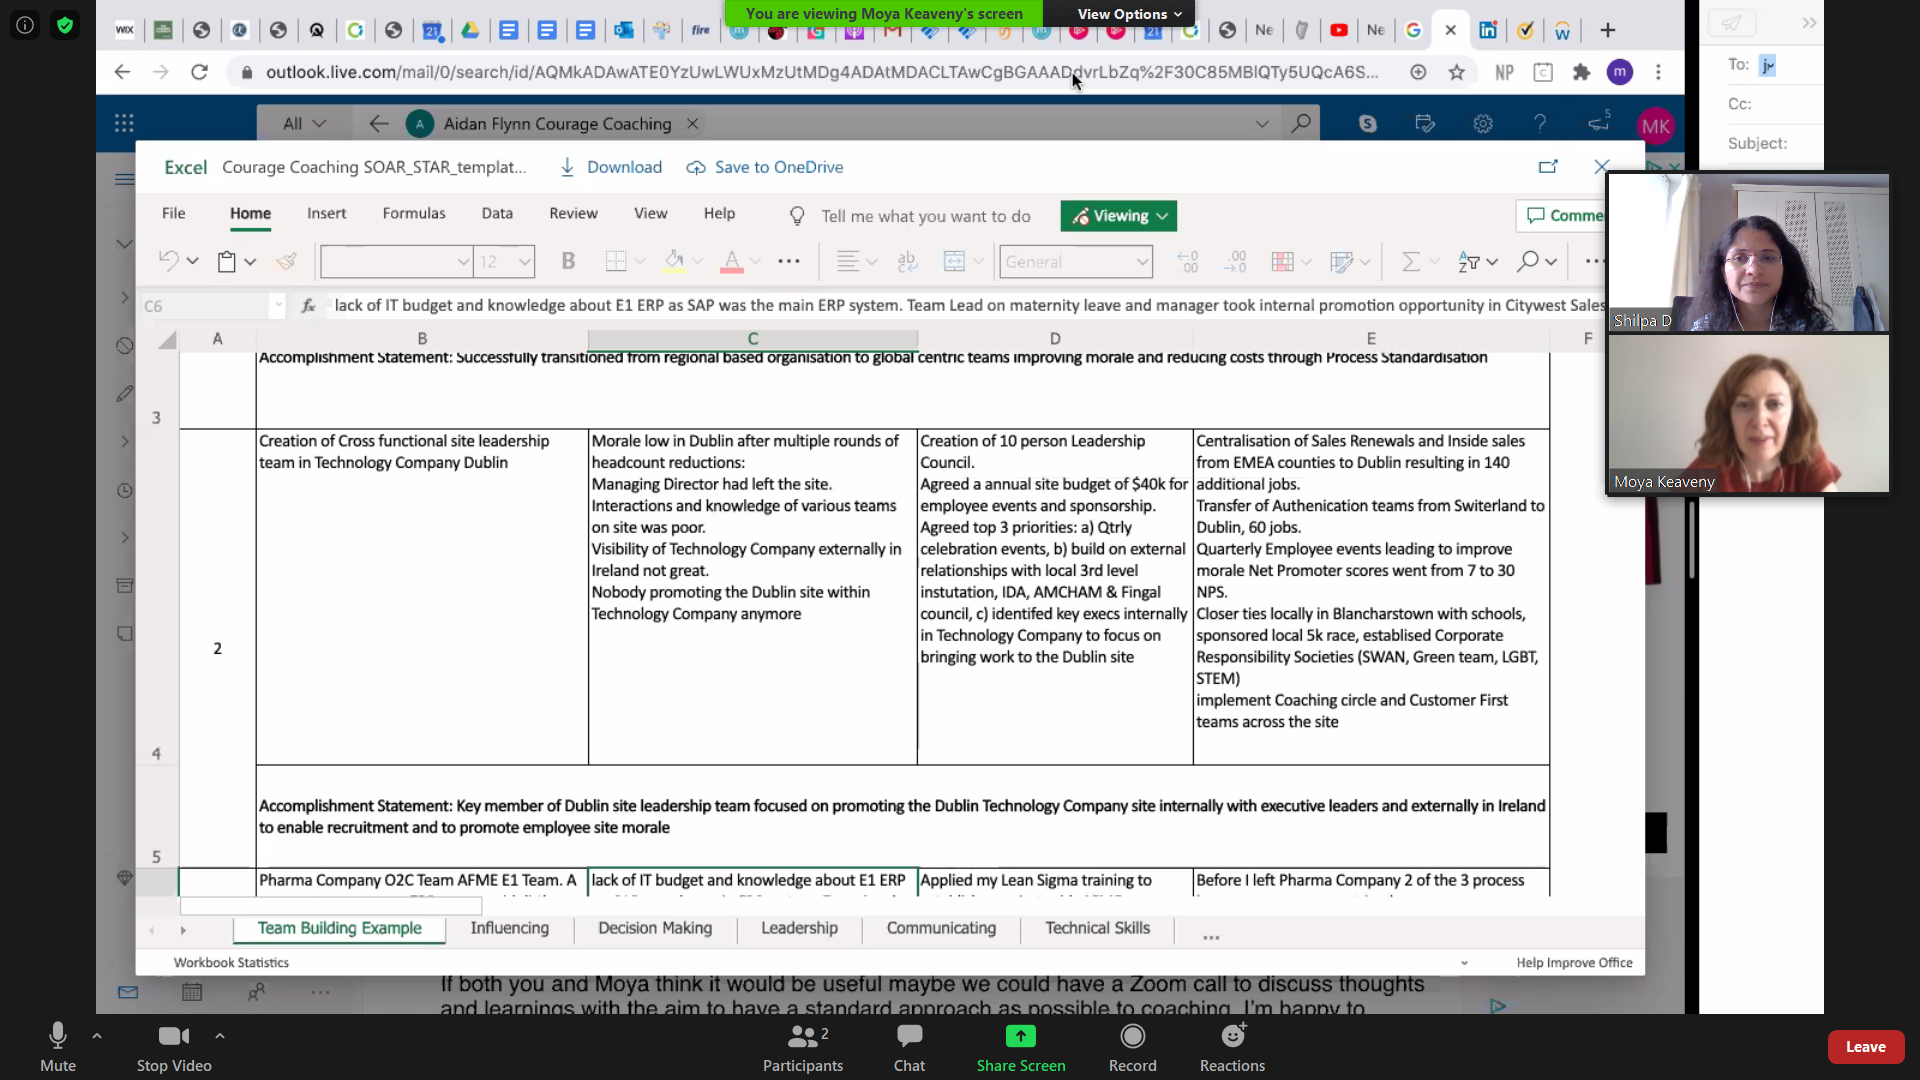 You are viewing Moya Keaveny's screen
View Options
WIX
21
fire
21
Ne
Ne
outlook.live.com/mail/0/search/id/AQMkADAwATE0YzUwLWUxMzUtMDg4ADAtMDACLTAwCgBGAAADdvrLbZq%2F30C85MBlQTy5UQcA6S...
NP
m
To:
Cc:
Subject:
All
A
Aidan Flynn Courage Coaching
5
MK
Excel
Courage Coaching SOAR_STAR_templat...
Download
Save to OneDrive
File
Home
Insert
Formulas
Data
Review
View
Help
Tell me what you want to do
Viewing
Comme
12
B
General
C6
fx
lack of IT budget and knowledge about E1 ERP as SAP was the main ERP system. Team Lead on maternity leave and manager took internal promotion opportunity in Citywest Sales
A
B
C
D
E
F
Accomplishment Statement: Successfully transitioned from regional based organisation to global centric teams improving morale and reducing costs through Process Standardisation
3
Creation of Cross functional site leadership
team in Technology Company Dublin
Morale low in Dublin after multiple rounds of
headcount reductions:
Managing Director had left the site.
Interactions and knowledge of various teams
on site was poor.
Visibility of Technology Company externally in
Ireland not great.
Nobody promoting the Dublin site within
Technology Company anymore
Creation of 10 person Leadership
Council.
Agreed a annual site budget of $40k for
employee events and sponsorship.
Agreed top 3 priorities: a) Qtrly
celebration events, b) build on external
relationships with local 3rd level
instutation, IDA, AMCHAM & Fingal
council, c) identifed key execs internally
in Technology Company to focus on
bringing work to the Dublin site
Centralisation of Sales Renewals and Inside sales
from EMEA counties to Dublin resulting in 140
additional jobs.
Transfer of Authenication teams from Switerland to
Dublin, 60 jobs.
Quarterly Employee events leading to improve
morale Net Promoter scores went from 7 to 30
NPS.
Closer ties locally in Blancharstown with schools,
sponsored local 5k race, establised Corporate
Responsibility Societies (SWAN, Green team, LGBT,
STEM)
implement Coaching circle and Customer First
teams across the site
2
4
Accomplishment Statement: Key member of Dublin site leadership team focused on promoting the Dublin Technology Company site internally with executive leaders and externally in Ireland
to enable recruitment and to promote employee site morale
5
Pharma Company O2C Team AFME E1 Team. A
lack of IT budget and knowledge about E1 ERP
Applied my Lean Sigma training to
Before I left Pharma Company 2 of the 3 process
Team Building Example
Influencing
Decision Making
Leadership
Communicating
Technical Skills
...
Workbook Statistics
Help Improve Office
If both you and Moya think it would be useful maybe we could have a Zoom call to discuss thoughts
and learnings with the aim to have a standard approach as possible to coaching. I'm happy to
Shilpa D
Moya Keaveny
Mute
Stop Video
2
Participants
Chat
Share Screen
Record
Reactions
Leave